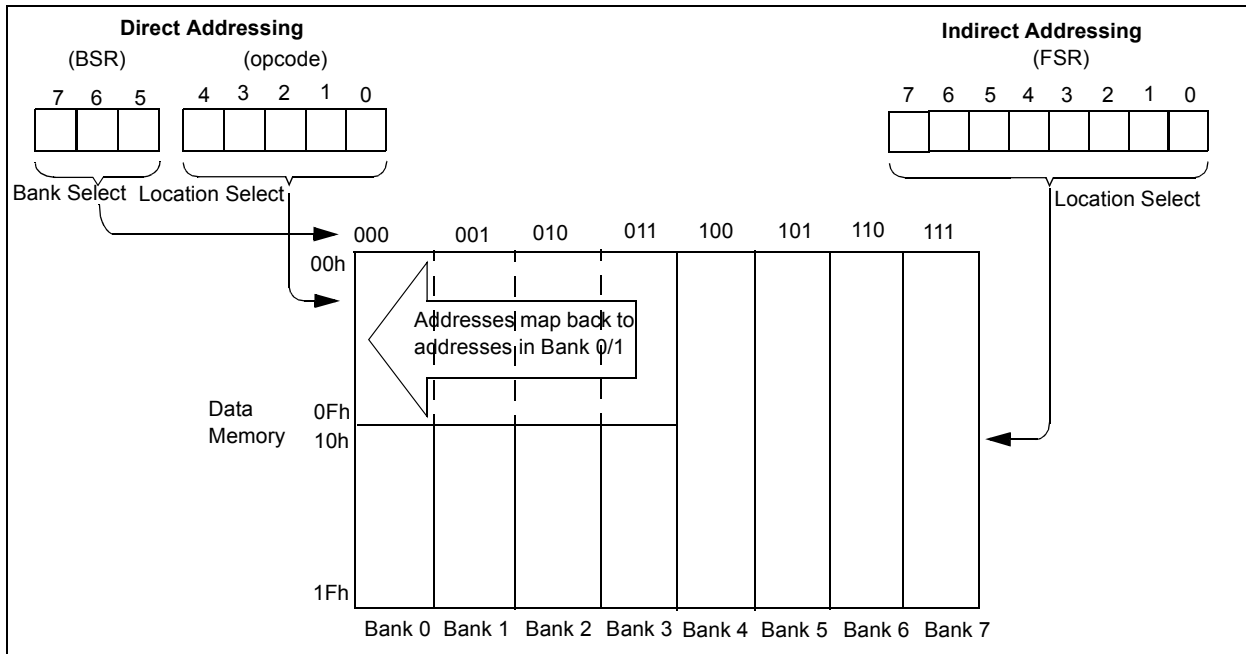 Direct Addressing
(BSR) (opcode)
7 6 5 4 3 2 1 0
Bank Select Location Select
Indirect Addressing
(FSR)
7 6 5 4 3 2 1 0
Location Select
000 001 010 011 100 101 110 111
00h
Addresses map back to
addresses in Bank 0/1
Data
Memory
0Fh
10h
1Fh
Bank 0 Bank 1 Bank 2 Bank 3 Bank 4 Bank 5 Bank 6 Bank 7